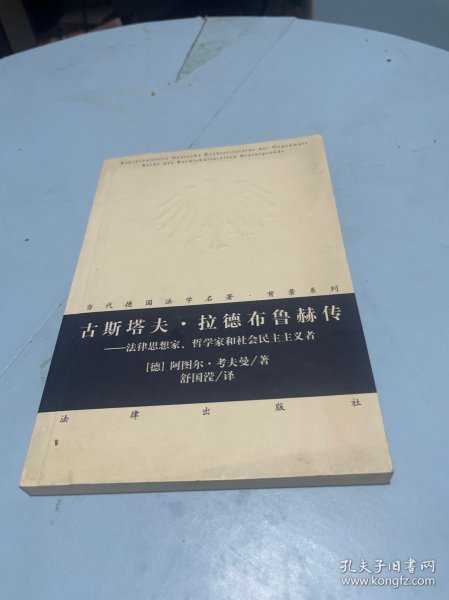 当代德国法学名著·背景系列
古斯塔夫·拉德布鲁赫传
——法律思想家、哲学家和社会民主主义者
[德] 阿图尔·考夫曼/著
舒国滢/译
法律出版社
孔夫子旧书网
www.kongfz.com